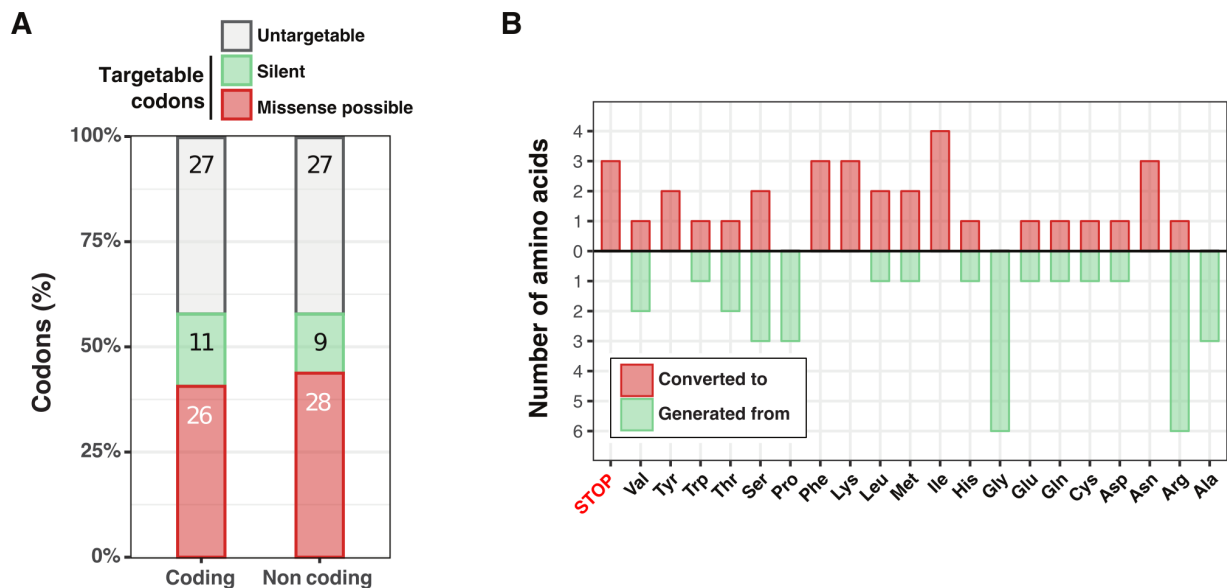 A
Untargetable
Silent
Missense possible
Targetable
codons
Codons (%)
100%
75%
50%
25%
0%
27
27
11
9
26
28
Coding
Non coding
B
Number of amino acids
4
3
2
1
0
1
2
3
4
5
6
Converted to
Generated from
STOP
Val
Tyr
Trp
Thr
Ser
Pro
Phe
Lys
Leu
Met
Ile
His
Gly
Glu
Gln
Cys
Asp
Asn
Arg
Ala